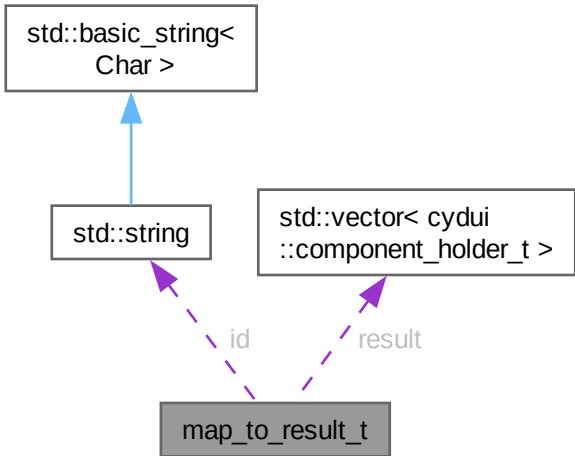 std::basic_string<
Char >
std::string
std::vector< cydui
::component_holder_t >
id
result
map_to_result_t